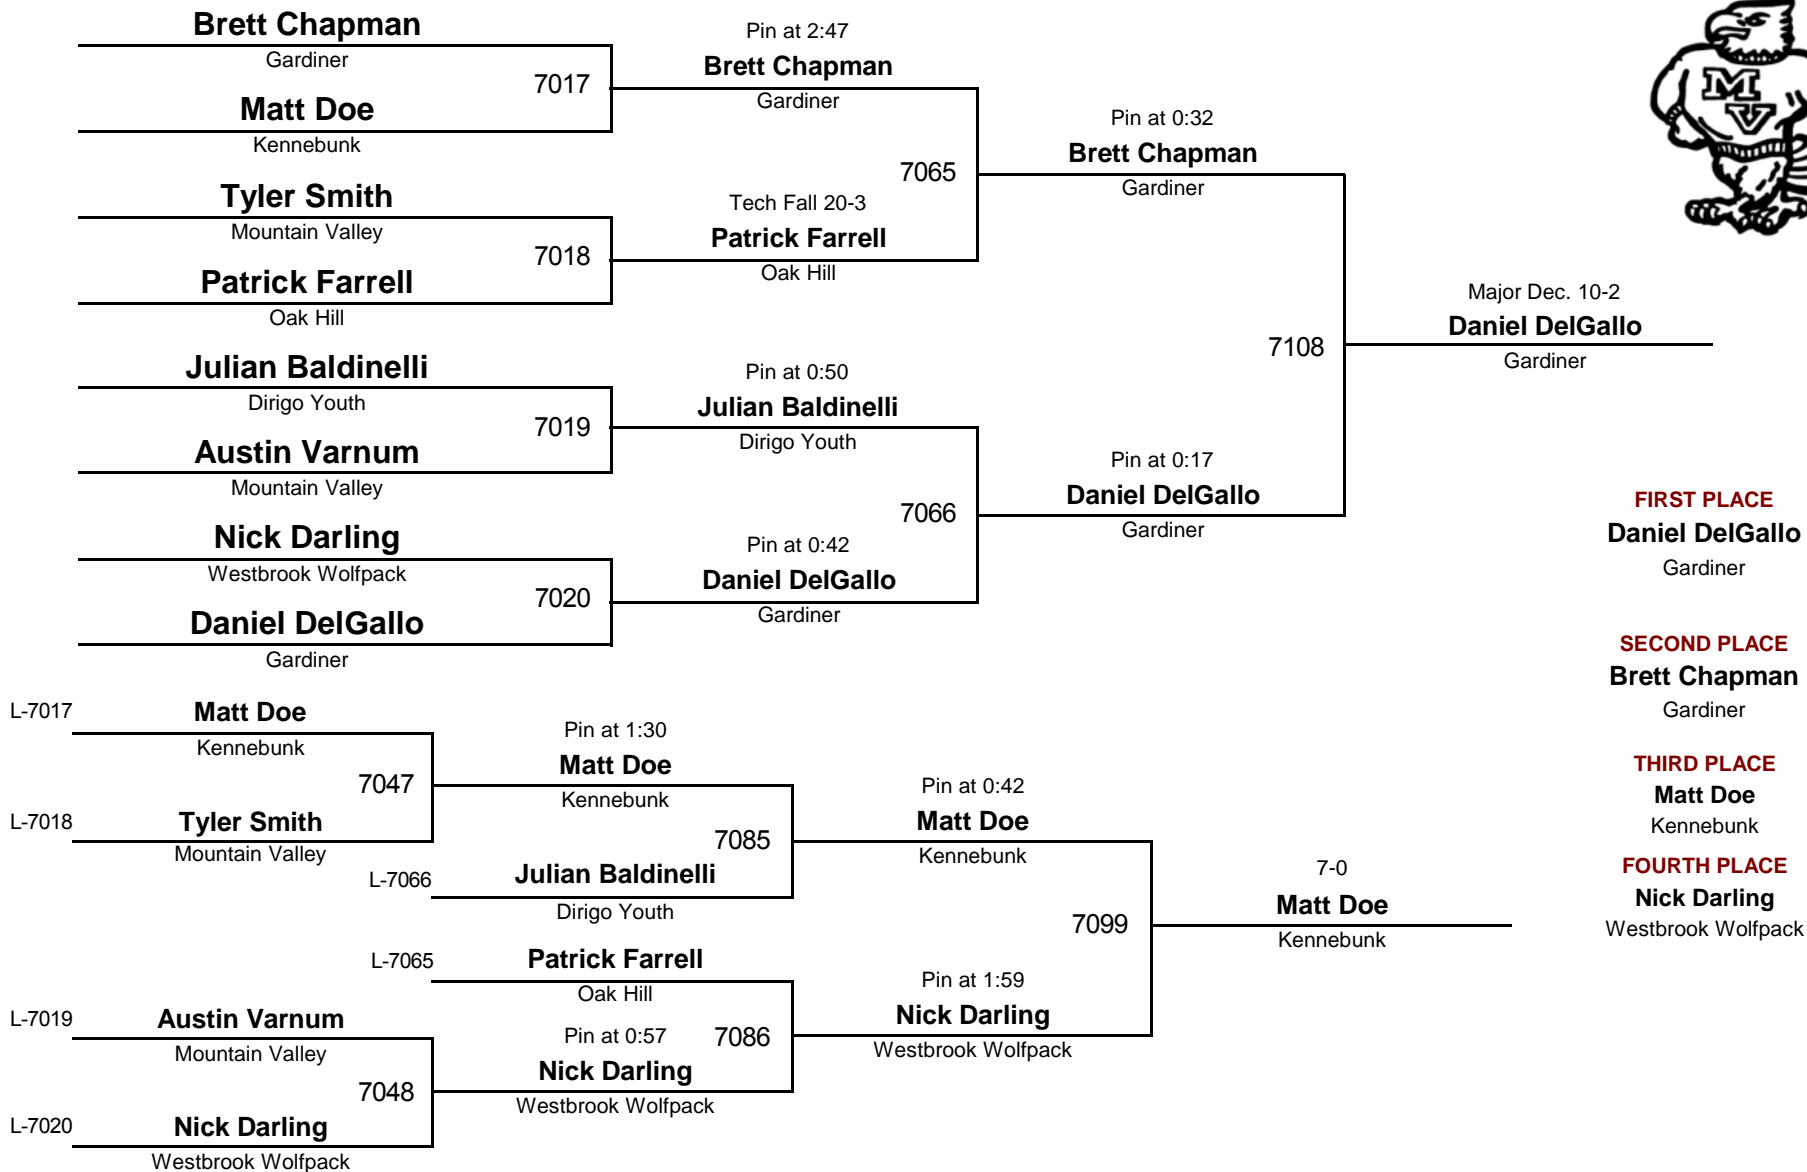 Brett Chapman
Gardiner
7017
Matt Doe
Kennebunk
Pin at 2:47
Brett Chapman
Gardiner
Tyler Smith
Mountain Valley
7018
Patrick Farrell
Oak Hill
Tech Fall 20-3
Patrick Farrell
Oak Hill
7065
Pin at 0:32
Brett Chapman
Gardiner
Julian Baldinelli
Dirigo Youth
7019
Austin Varnum
Mountain Valley
Pin at 0:50
Julian Baldinelli
Dirigo Youth
Nick Darling
Westbrook Wolfpack
7020
Daniel DelGallo
Gardiner
Pin at 0:42
Daniel DelGallo
Gardiner
7066
Pin at 0:17
Daniel DelGallo
Gardiner
7108
Major Dec. 10-2
Daniel DelGallo
Gardiner
MV
FIRST PLACE
Daniel DelGallo
Gardiner
SECOND PLACE
Brett Chapman
Gardiner
THIRD PLACE
Matt Doe
Kennebunk
FOURTH PLACE
Nick Darling
Westbrook Wolfpack
L-7017
Matt Doe
Kennebunk
7047
L-7018
Tyler Smith
Mountain Valley
Pin at 1:30
Matt Doe
Kennebunk
7085
L-7066
Julian Baldinelli
Dirigo Youth
Pin at 0:42
Matt Doe
Kennebunk
L-7065
Patrick Farrell
Oak Hill
7086
L-7019
Austin Varnum
Mountain Valley
7048
L-7020
Nick Darling
Westbrook Wolfpack
Pin at 0:57
Nick Darling
Westbrook Wolfpack
Pin at 1:59
Nick Darling
Westbrook Wolfpack
7099
7-0
Matt Doe
Kennebunk